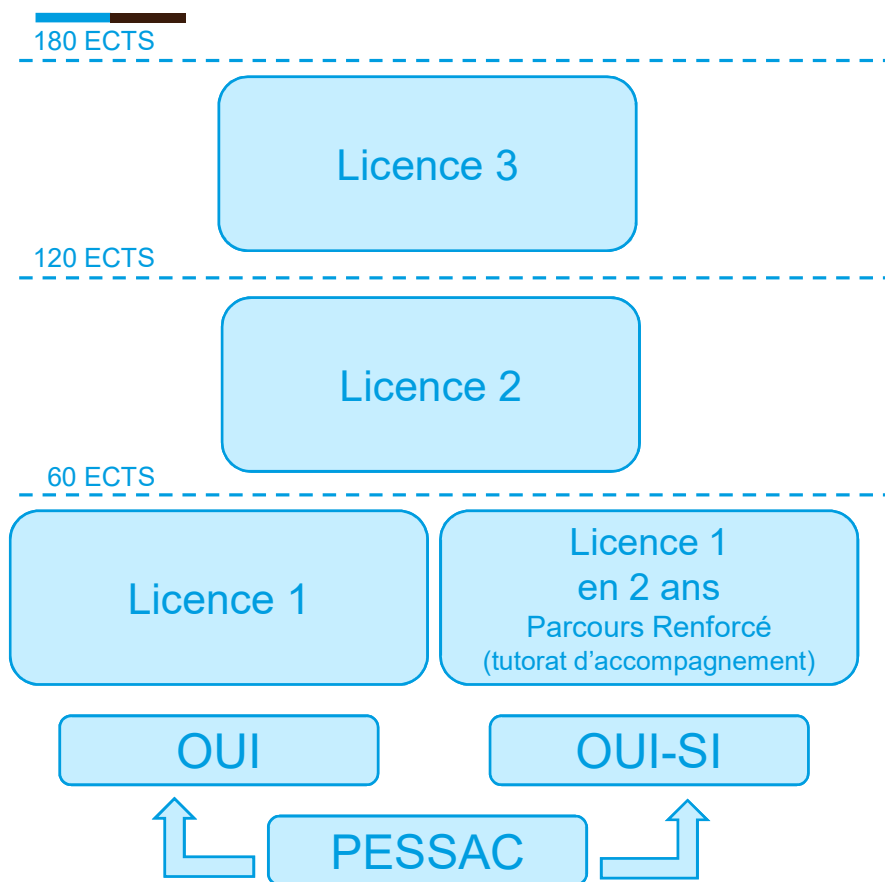 180 ECTS
Licence 3
120 ECTS
Licence 2
60 ECTS
Licence 1
Licence 1
en 2 ans
Parcours Renforcé
(tutorat d'accompagnement)
OUI
OUI-SI
PESSAC